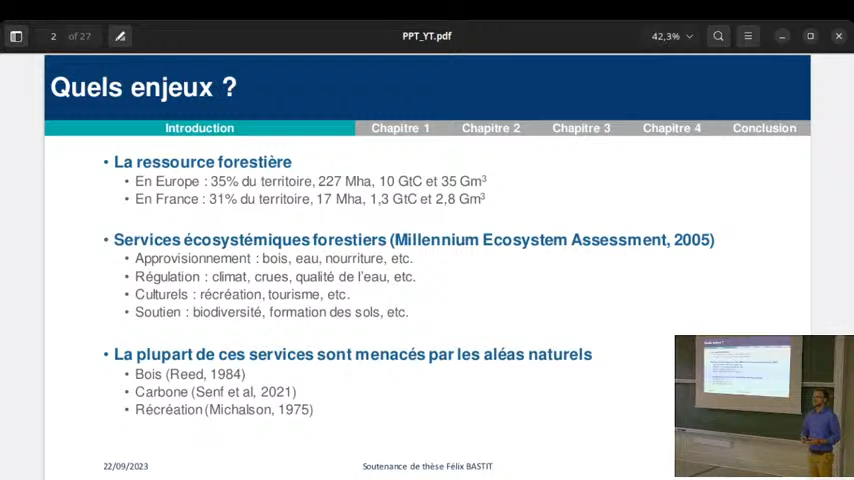 2 of 27
PPT_YT.pdf
42,3%
Quels enjeux ?
Introduction Chapitre 1 Chapitre 2 Chapitre 3 Chapitre 4 Conclusion
• La ressource forestière
• En Europe : 35% du territoire, 227 Mha, 10 GtC et 35 Gm³
• En France : 31% du territoire, 17 Mha, 1,3 GtC et 2,8 Gm³
• Services écosystémiques forestiers (Millennium Ecosystem Assessment, 2005)
• Approvisionnement : bois, eau, nourriture, etc.
• Régulation : climat, crues, qualité de l'eau, etc.
• Culturels : récréation, tourisme, etc.
• Soutien : biodiversité, formation des sols, etc.
• La plupart de ces services sont menacés par les aléas naturels
• Bois (Reed, 1984)
• Carbone (Senf et al, 2021)
• Récréation (Michalson, 1975)
22/09/2023
Soutenance de thèse Félix BASTIT
Quels enjeux ?